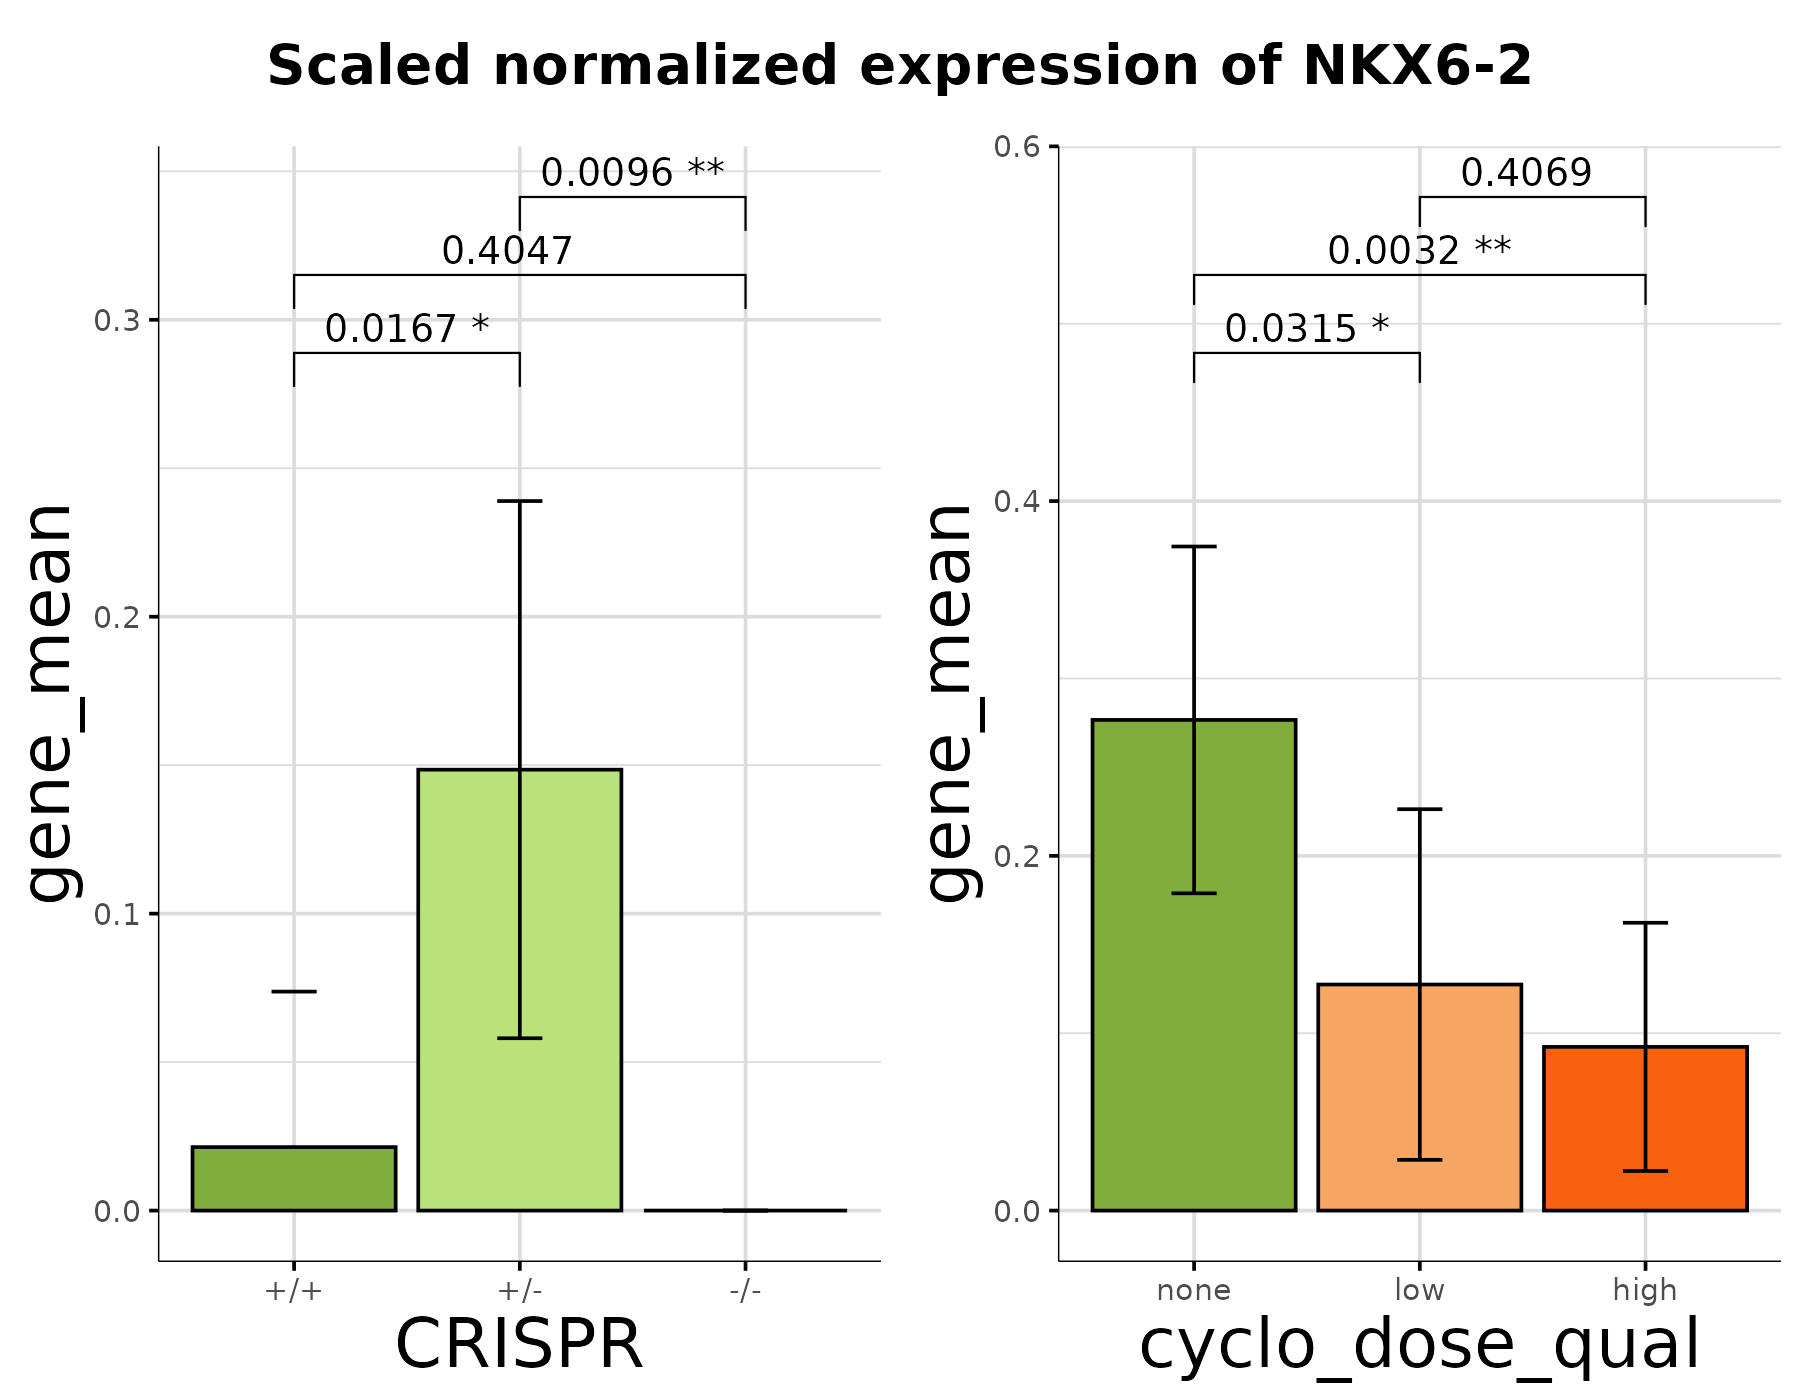 Scaled normalized expression of NKX6-2
gene_mean
0.3
0.2
0.1
0.0
0.0096 **
0.4047
0.0167 *
+/+
+/-
-/-
CRISPR
gene_mean
0.6
0.4
0.2
0.0
0.4069
0.0032 **
0.0315 *
none
low
high
cyclo_dose_qual